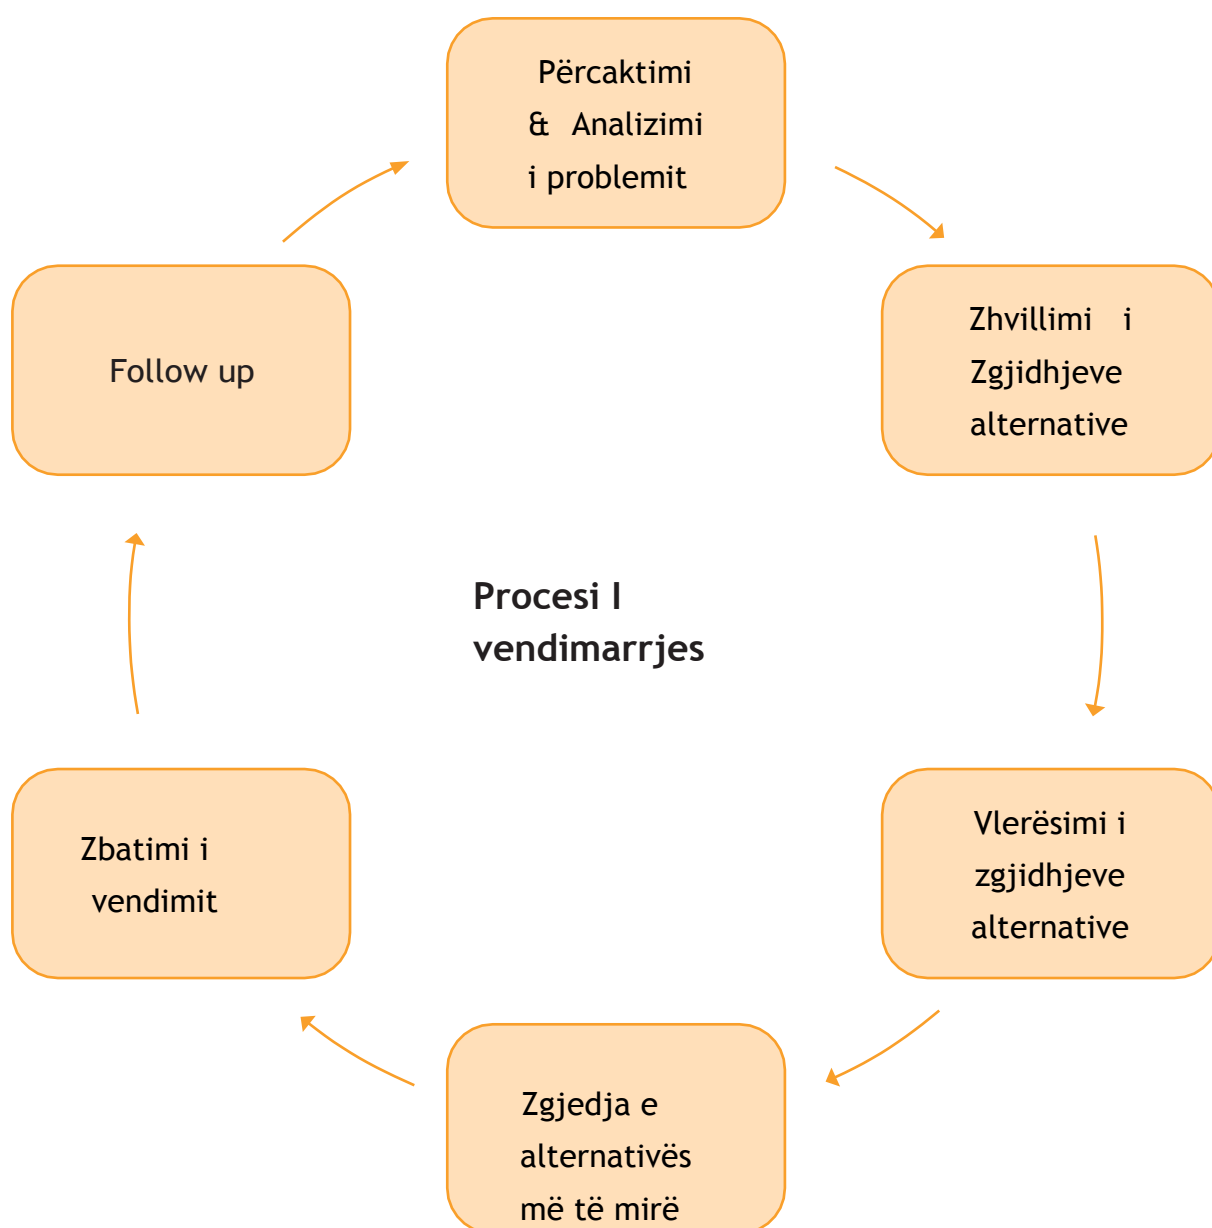 Përcaktimi
& Analizimi
i problemit
Zhvillimi i
Zgjidhjeve
alternative
Follow up
Procesi I
vendimarrjes
Vlerësimi i
zgjidhjeve
alternative
Zbatimi i
vendimit
Zgjedja e
alternativës
më të mirë